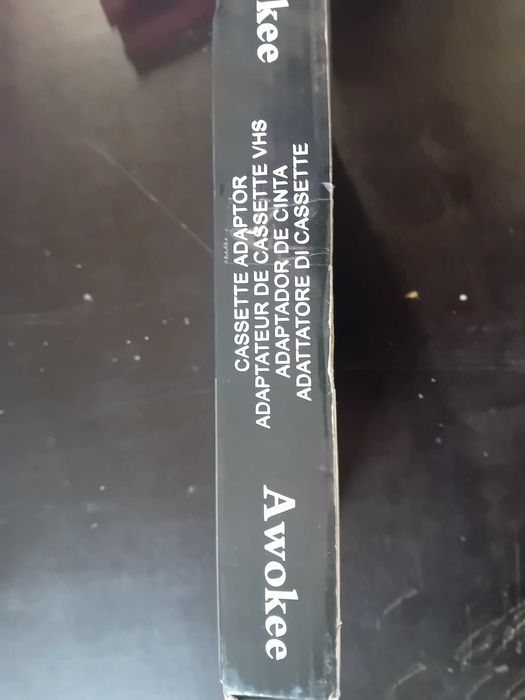 kee
CASSETTE ADAPTOR
ADAPTATEUR DE CASSETTE VHS
ADAPTADOR DE CINTA
ADATTATORE DI CASSETTE
Awokee